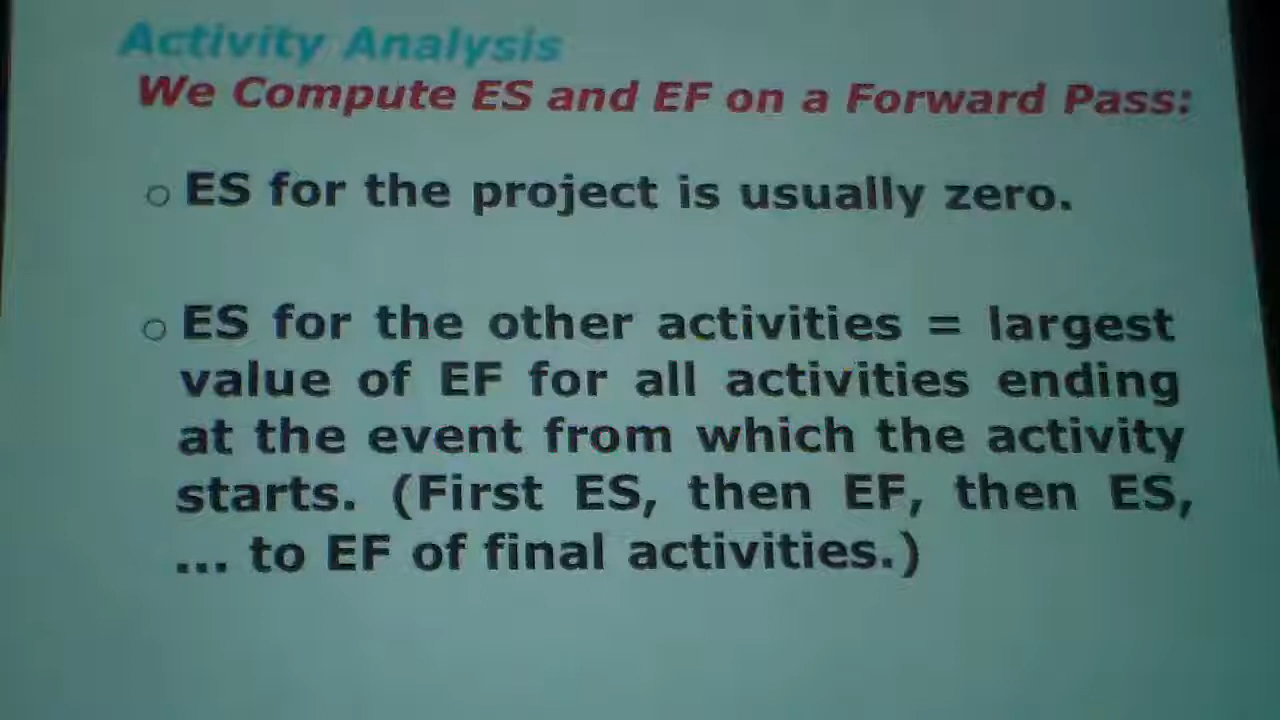 Activity Analysis
We Compute ES and EF on a Forward Pass:
○ ES for the project is usually zero.
○ ES for the other activities = largest
value of EF for all activities ending
at the event from which the activity
starts. (First ES, then EF, then ES,
... to EF of final activities.)